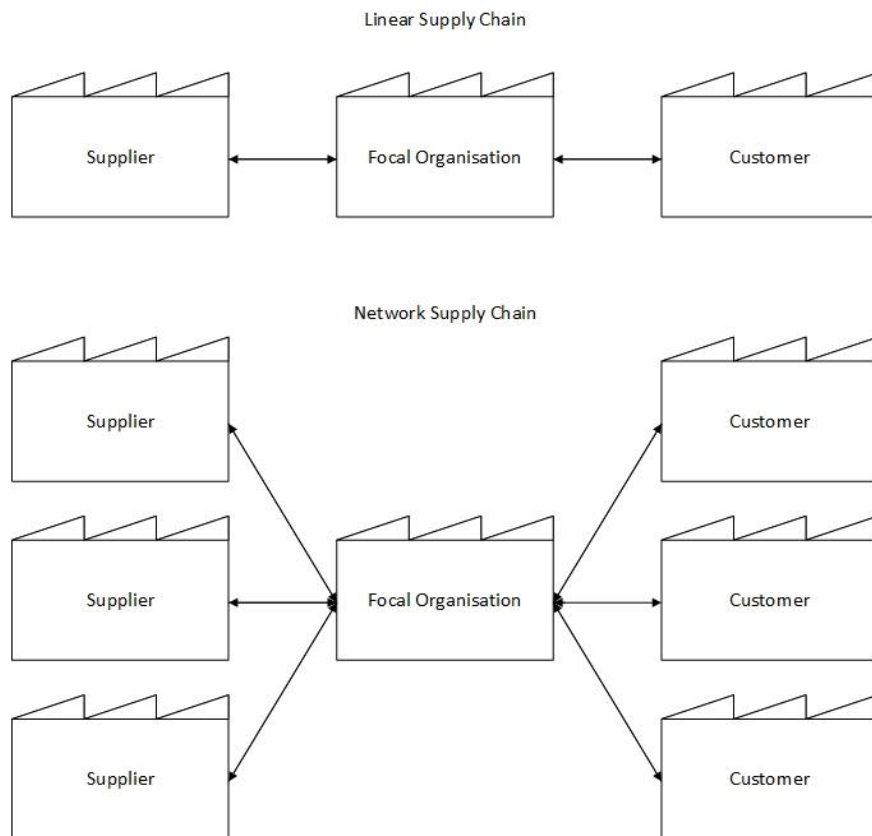 Linear Supply Chain
Supplier
Focal Organisation
Customer
Network Supply Chain
Supplier
Customer
Supplier
Focal Organisation
Customer
Supplier
Customer